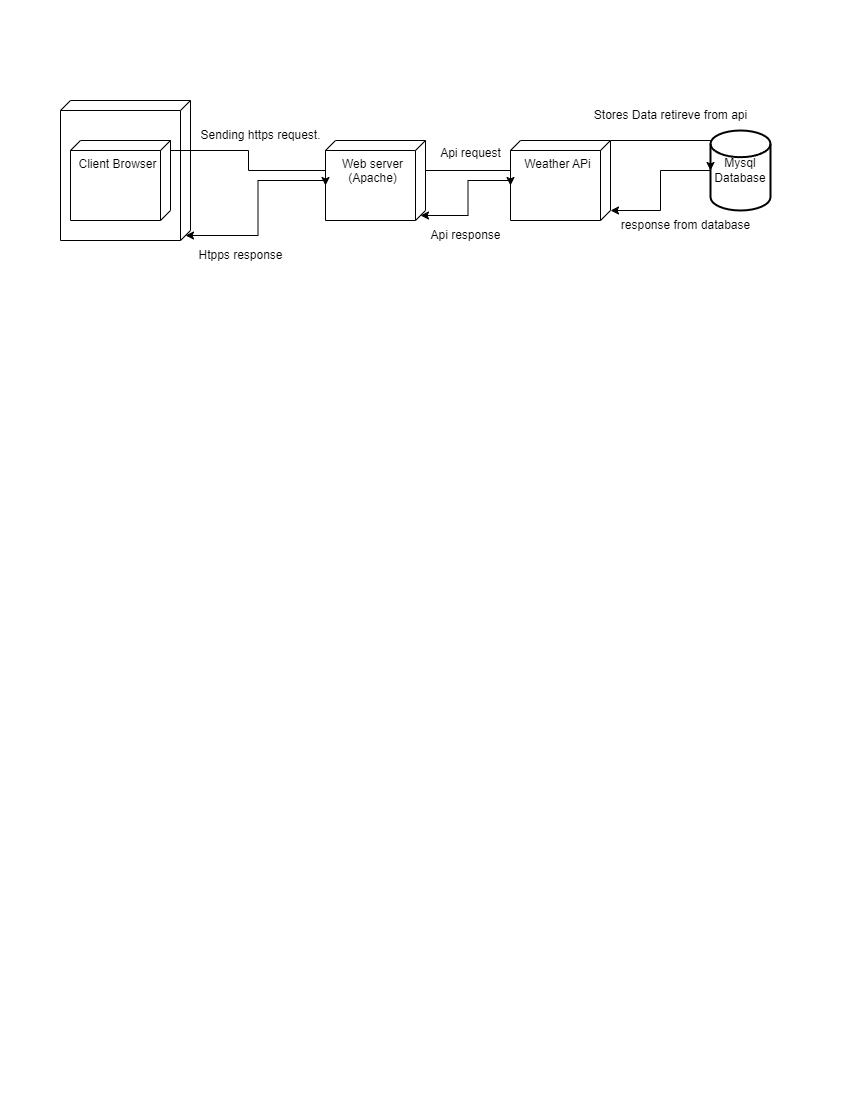 Stores Data retireve from api
Sending https request.
Client Browser
Web server
(Apache)
Api request
Weather APi
Mysql
Database
Htpps response
Api response
response from database